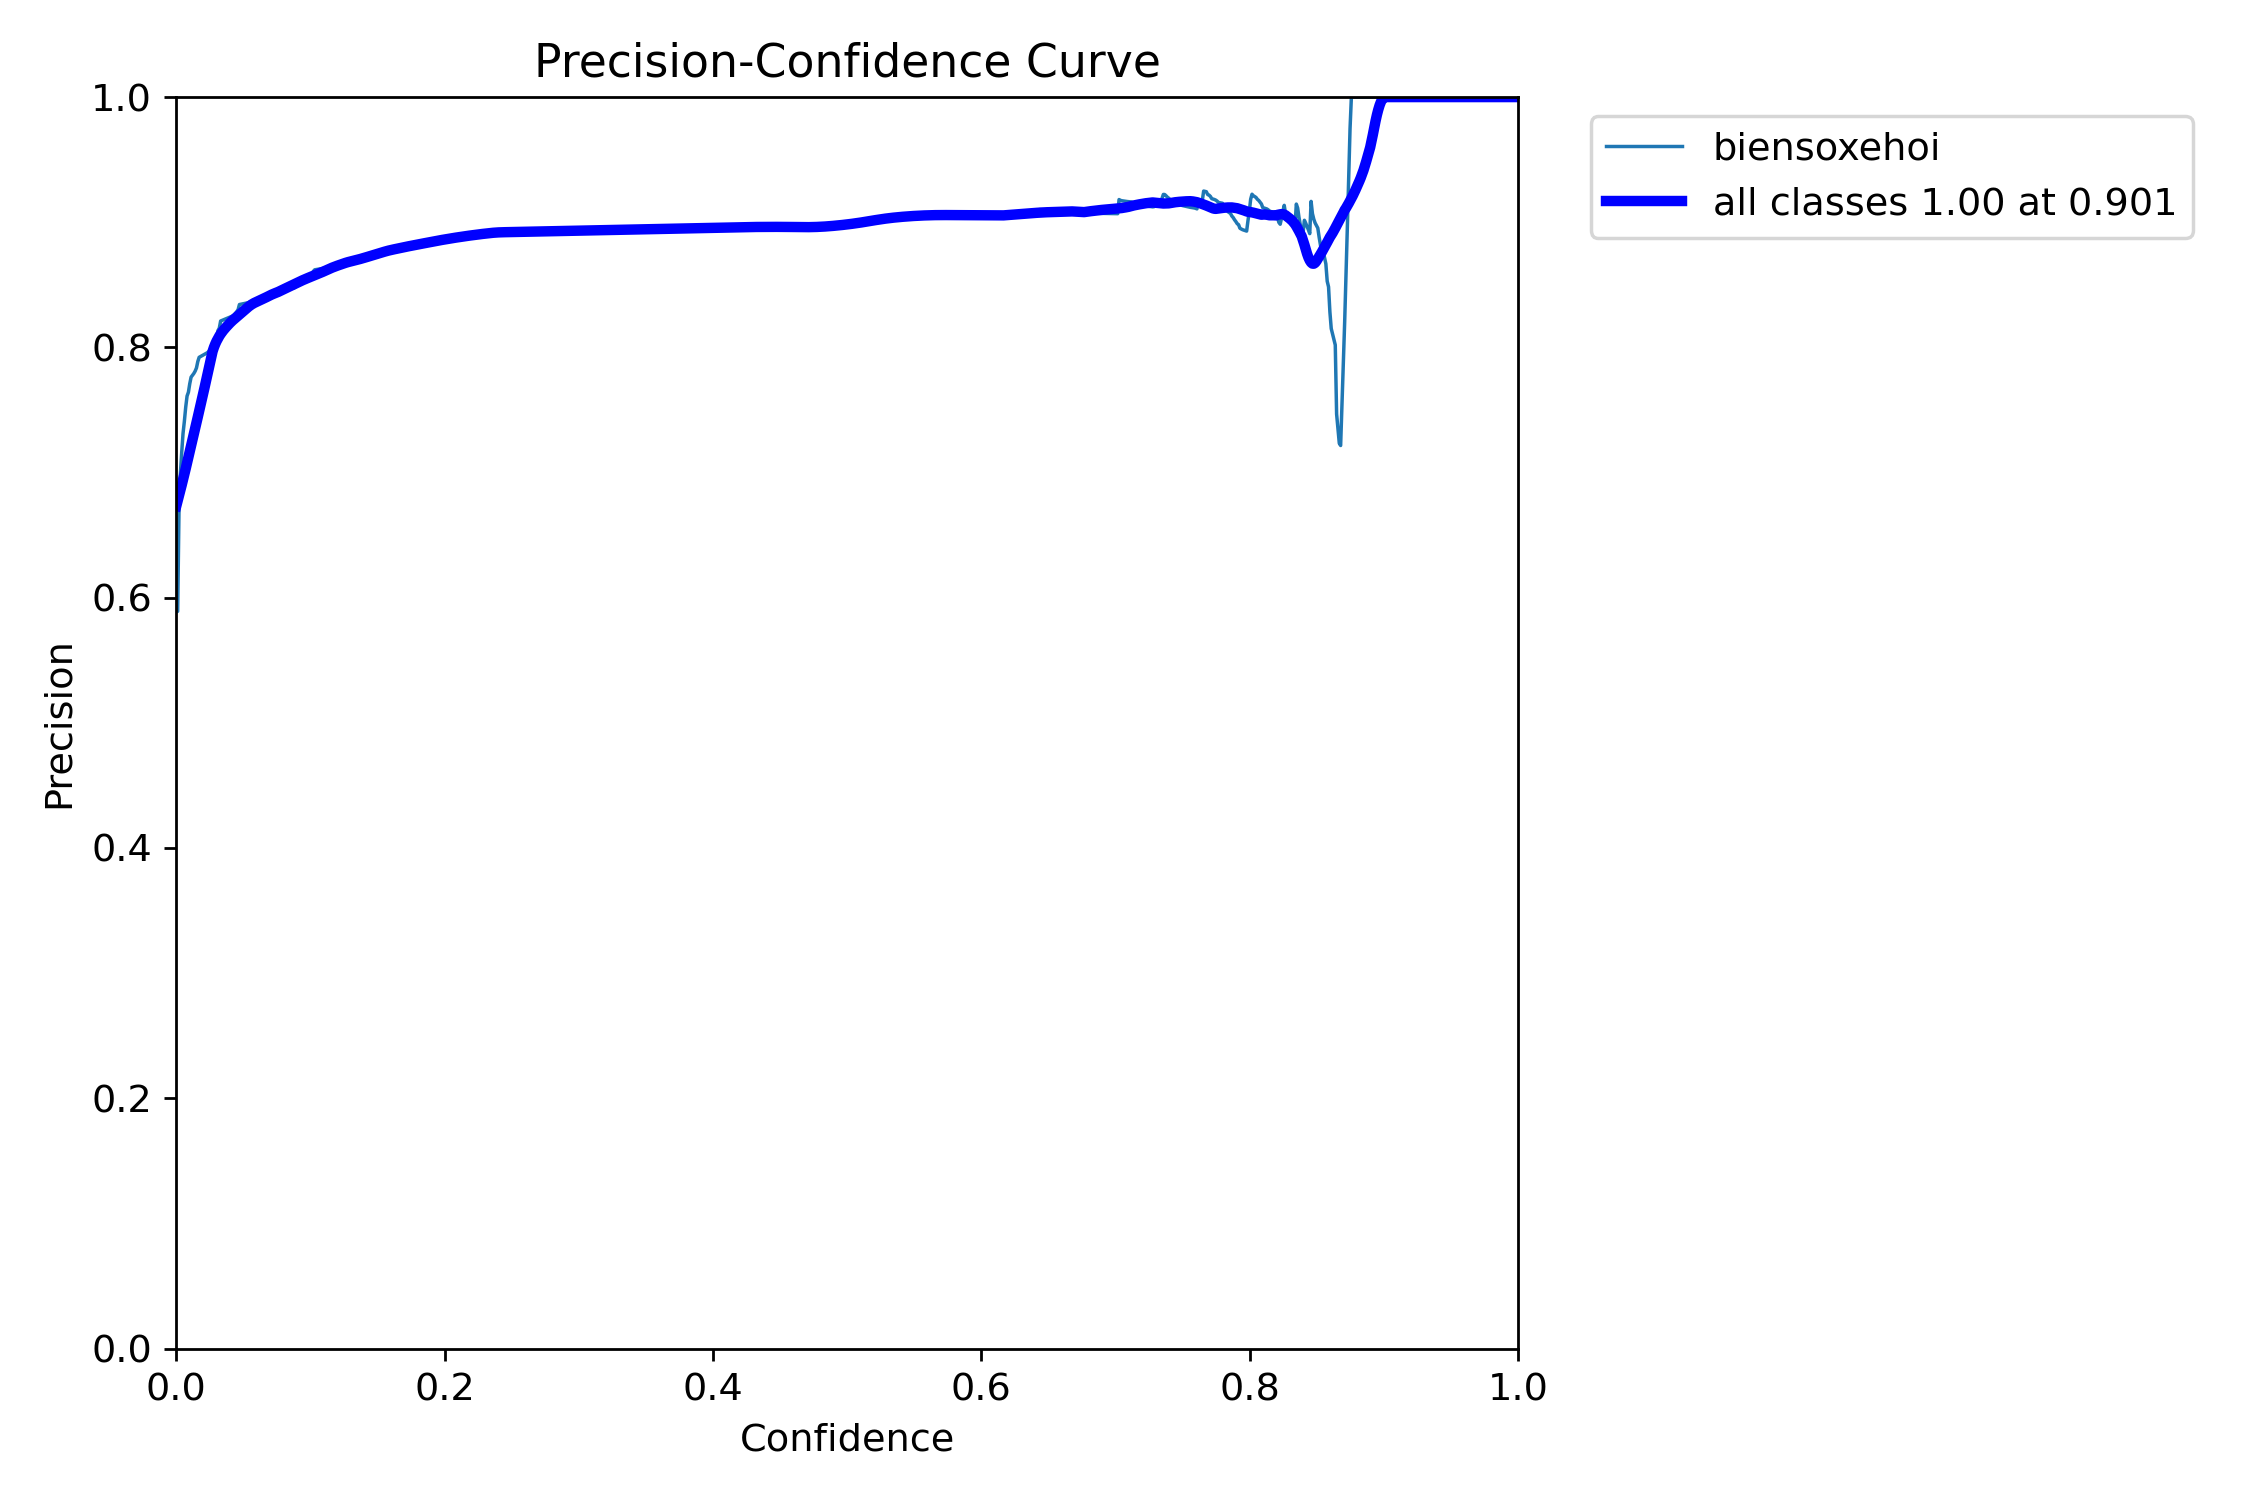 Precision-Confidence Curve
1.0
0.8
0.6
0.4
0.2
0.0
Precision
0.0 0.2 0.4 0.6 0.8 1.0
Confidence
biensoxehoi
all classes 1.00 at 0.901